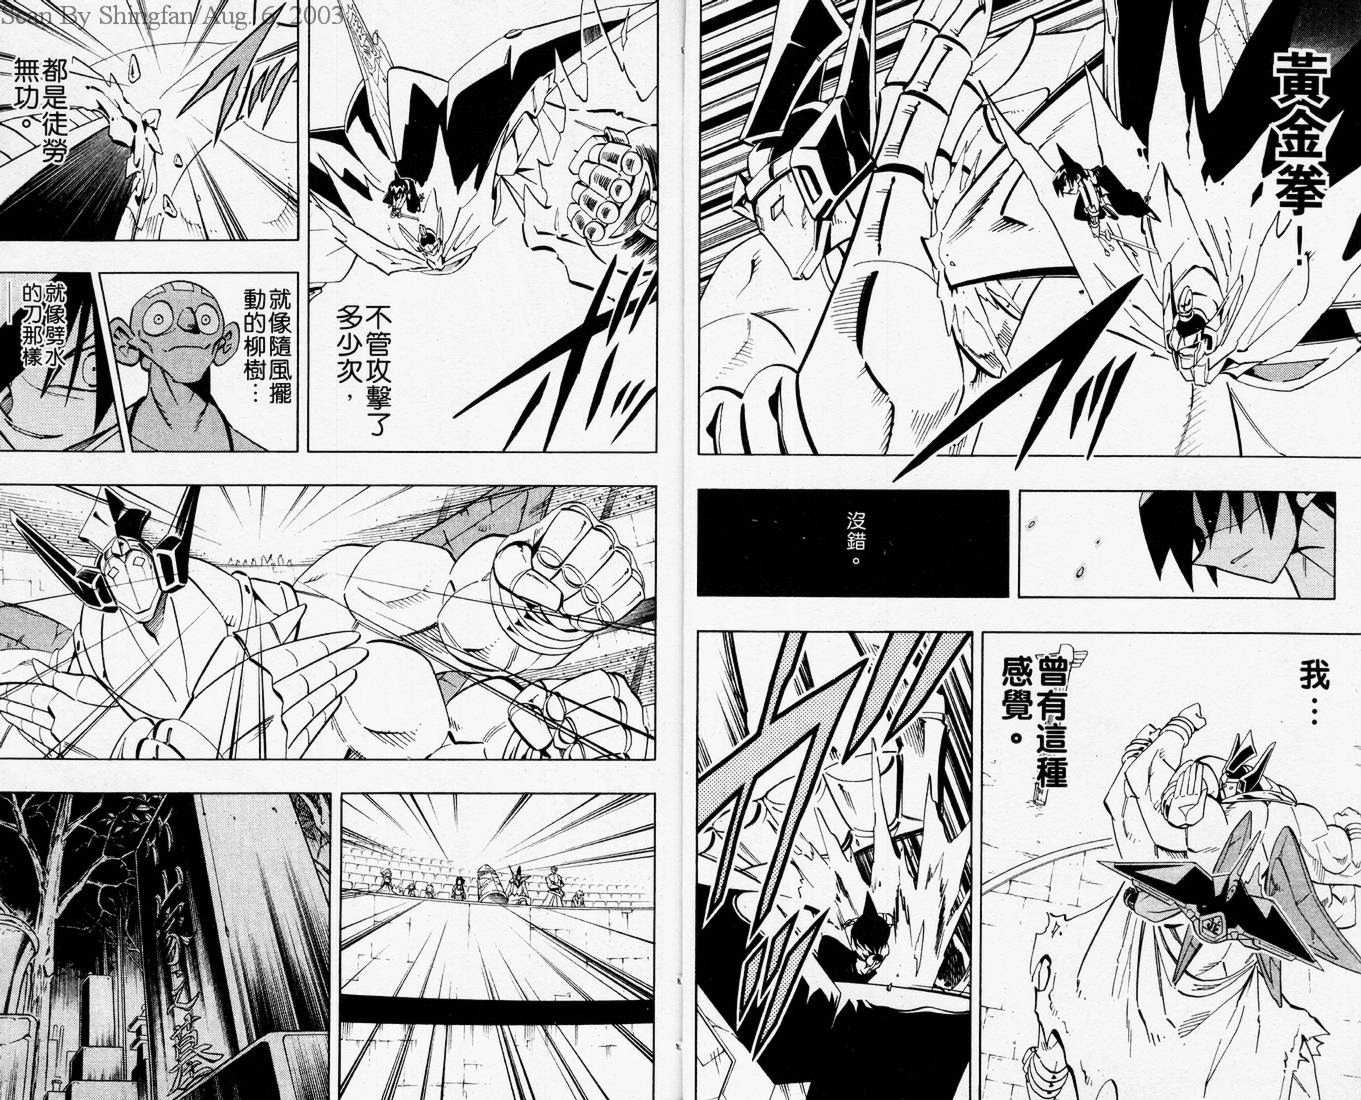 Scan By Shingfan Aug. 6, 2003
黃金拳！
沒錯。
我…
曾有這種
感覺。
不管攻擊了
多少次，
都是徒勞
無功。
就像隨風擺
動的柳樹…
就像劈水
的刀那樣
——